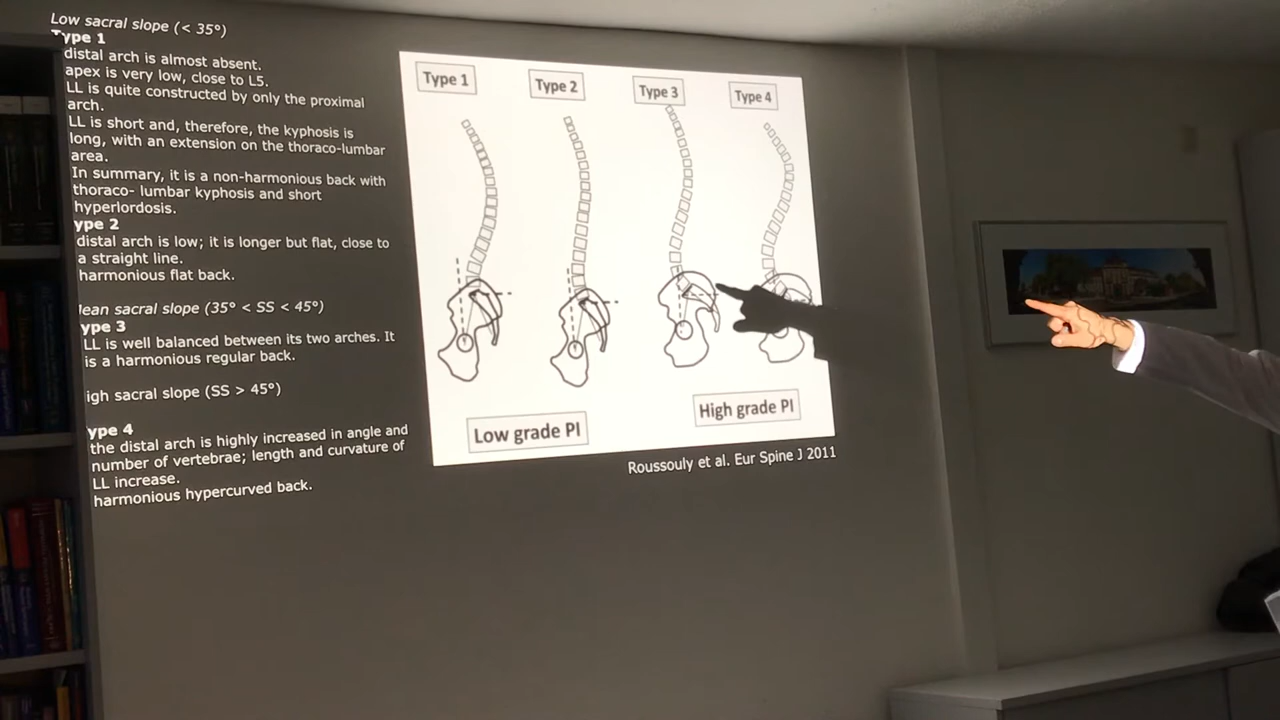 Low sacral slope (< 35°)
Type 1
distal arch is almost absent.
apex is very low, close to L5.
LL is quite constructed by only the proximal
arch.
LL is short and, therefore, the kyphosis is
long, with an extension on the thoraco-lumbar
area.
In summary, it is a non-harmonious back with
thoraco- lumbar kyphosis and short
hyperlordosis.
ype 2
distal arch is low; it is longer but flat, close to
a straight line.
harmonious flat back.
lean sacral slope (35° < SS < 45°)
ype 3
LL is well balanced between its two arches. It
is a harmonious regular back.
igh sacral slope (SS > 45°)
ype 4
the distal arch is highly increased in angle and
number of vertebrae; length and curvature of
LL increase.
harmonious hypercurved back.
Type 1
Type 2
Type 3
Type 4
Low grade PI
High grade PI
Roussouly et al. Eur Spine J 2011